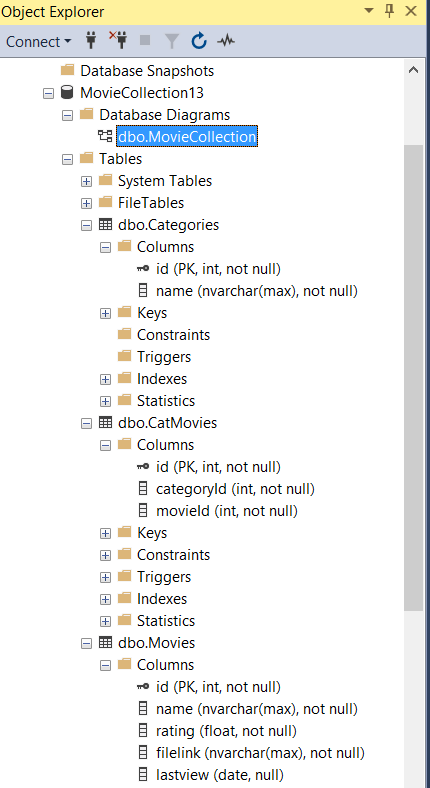 Object Explorer
Connect
Database Snapshots
MovieCollection13
Database Diagrams
dbo.MovieCollection
Tables
System Tables
FileTables
dbo.Categories
Columns
id (PK, int, not null)
name (nvarchar(max), not null)
Keys
Constraints
Triggers
Indexes
Statistics
dbo.CatMovies
Columns
id (PK, int, not null)
categoryId (int, not null)
movieId (int, not null)
Keys
Constraints
Triggers
Indexes
Statistics
dbo.Movies
Columns
id (PK, int, not null)
name (nvarchar(max), not null)
rating (float, not null)
filelink (nvarchar(max), not null)
lastview (date, null)